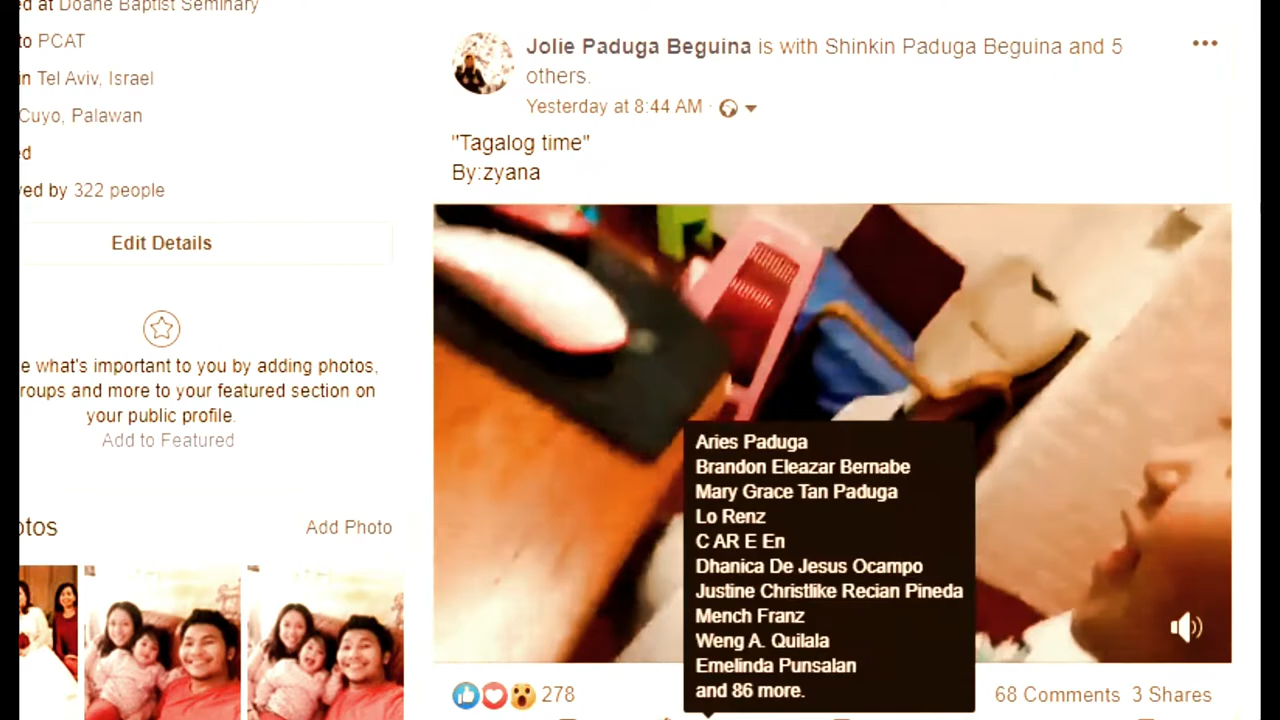 ed at Doane Baptist Seminary
to PCAT
in Tel Aviv, Israel
Cuyo, Palawan
ed
ved by 322 people
Edit Details
e what's important to you by adding photos,
roups and more to your featured section on
your public profile.
Add to Featured
otos
Add Photo
Jolie Paduga Beguina is with Shinkin Paduga Beguina and 5
others.
Yesterday at 8:44 AM ·
"Tagalog time"
By:zyana
Aries Paduga
Brandon Eleazar Bernabe
Mary Grace Tan Paduga
Lo Renz
C AR E En
Dhanica De Jesus Ocampo
Justine Christlike Recian Pineda
Mench Franz
Weng A. Quilala
Emelinda Punsalan
and 86 more.
278
68 Comments 3 Shares